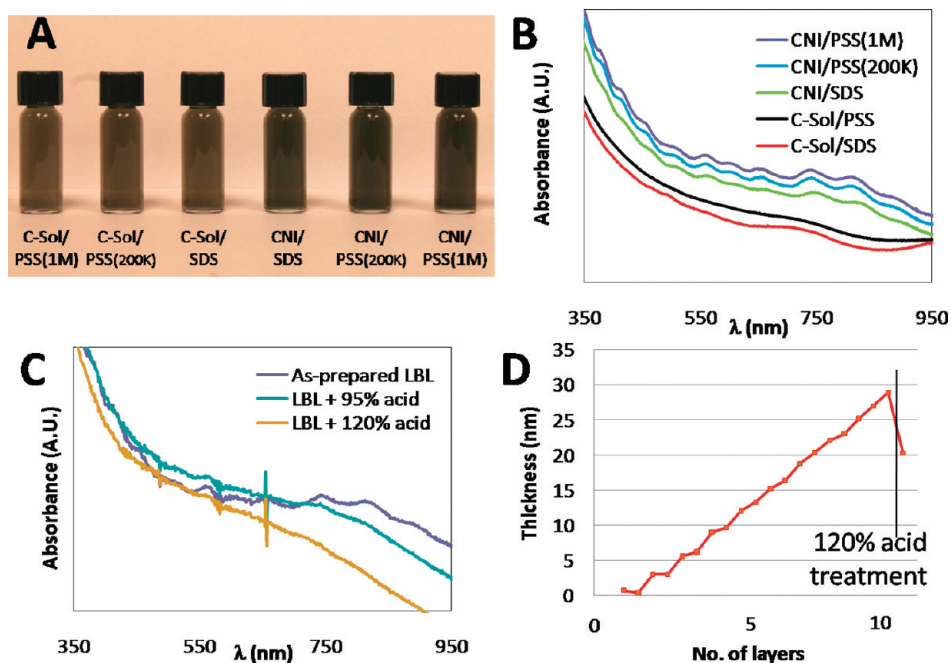 A
C-Sol/ C-Sol/ C-Sol/ CNI/ CNI/ CNI/
PSS(1M) PSS(200K) SDS SDS PSS(200K) PSS(1M)
B
Absorbance (A.U.)
CNI/PSS(1M)
CNI/PSS(200K)
CNI/SDS
C-Sol/PSS
C-Sol/SDS
350 550 750 950
λ (nm)
C
Absorbance (A.U.)
As-prepared LBL
LBL + 95% acid
LBL + 120% acid
350 550 750 950
λ (nm)
D
Thickness (nm)
35
30
25
20
15
10
5
0
120% acid
treatment
0 5 10
No. of layers